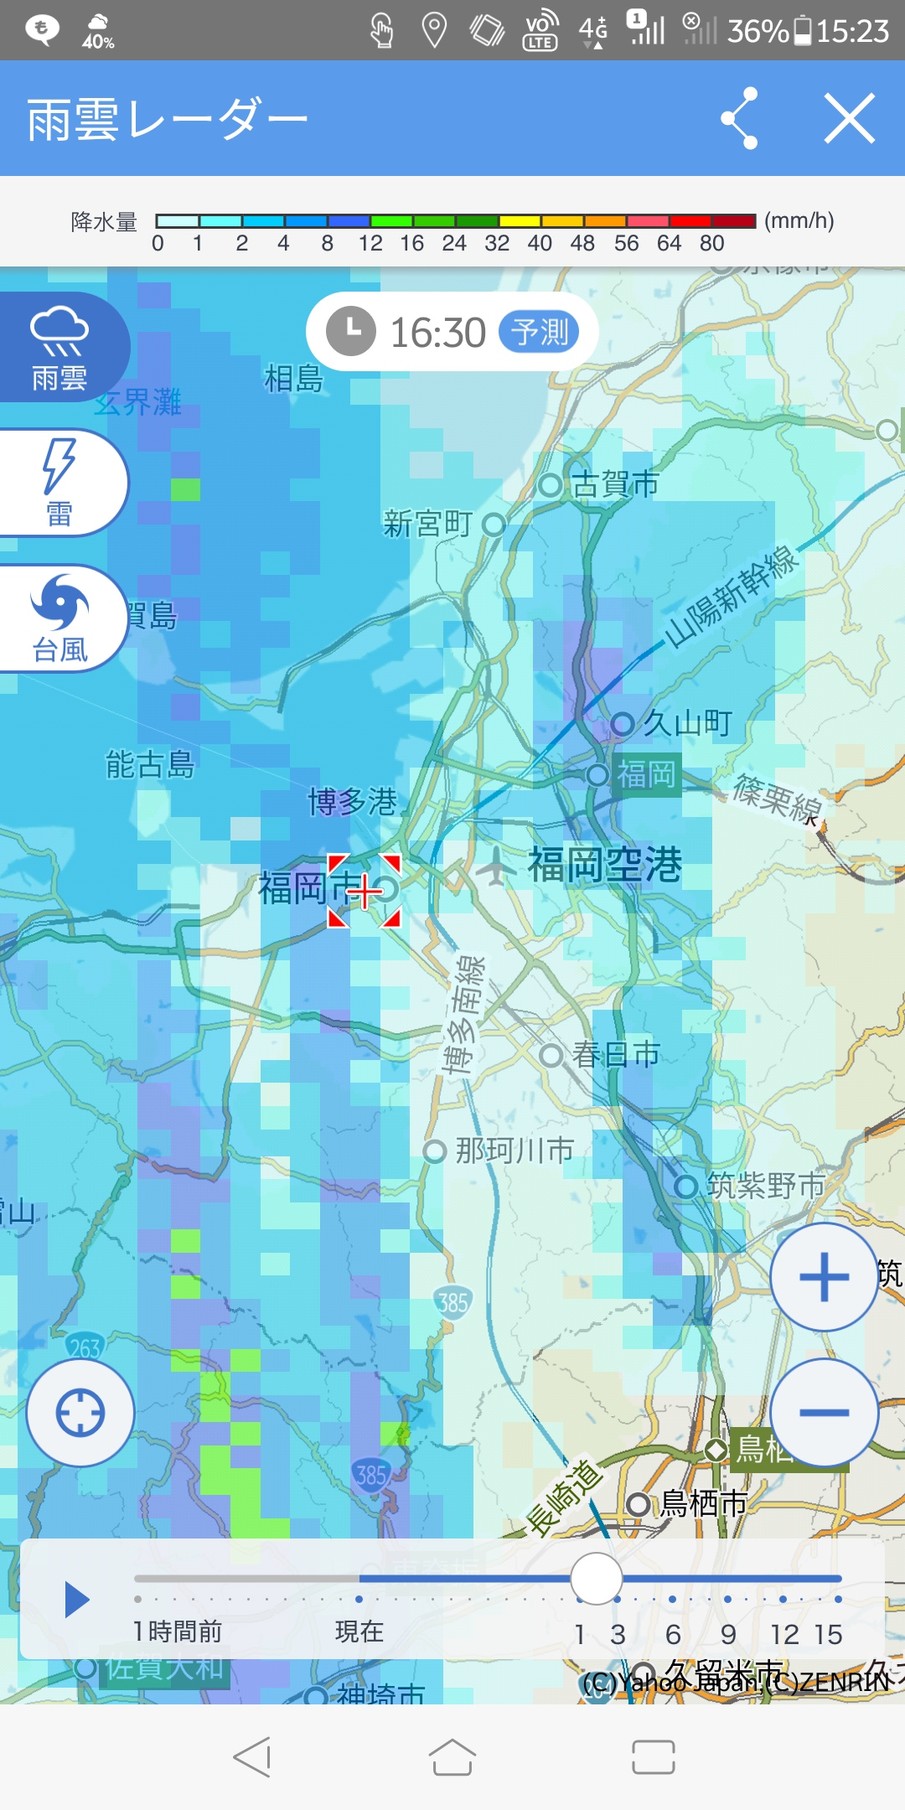 も 40% VO LTE 4G+ 1 36% 15:23
雨雲レーダー
降水量 (mm/h)
0 1 2 4 8 12 16 24 32 40 48 56 64 80
16:30 予測
雨雲
相島
玄界灘
雷
古賀市
新宮町
台風
賀島
山陽新幹線
久山町
能古島
福岡
博多港
篠栗線
福岡空港
福岡市
博多南線
春日市
那珂川市
筑紫野市
筑
385
263
鳥栖
385
長崎道
鳥栖市
1時間前 現在 1 3 6 9 12 15
佐賀大和
久留米市
神埼市
(C)Yahoo Japan,(C)ZENRIN